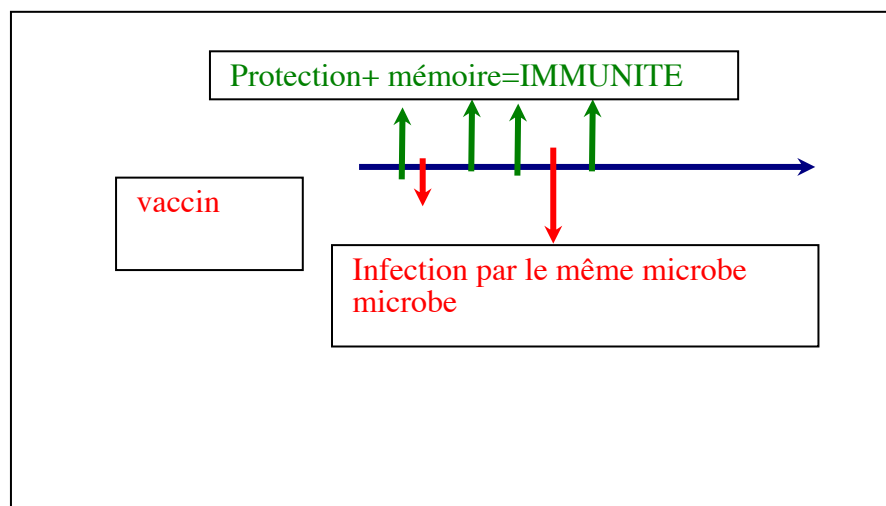 Protection+ mémoire=IMMUNITE
vaccin
Infection par le même microbe
microbe